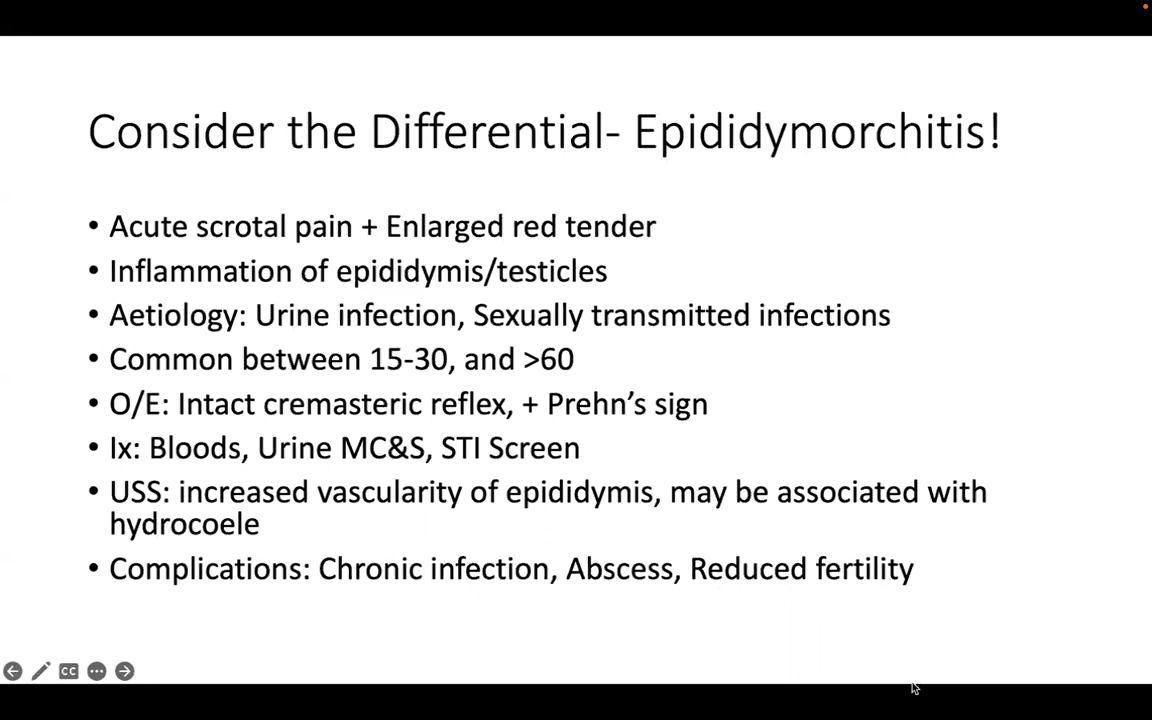 Consider the Differential- Epididymorchitis!
• Acute scrotal pain + Enlarged red tender
• Inflammation of epididymis/testicles
• Aetiology: Urine infection, Sexually transmitted infections
• Common between 15-30, and >60
• O/E: Intact cremasteric reflex, + Prehn’s sign
• Ix: Bloods, Urine MC&S, STI Screen
• USS: increased vascularity of epididymis, may be associated with
hydrocoele
• Complications: Chronic infection, Abscess, Reduced fertility
CC